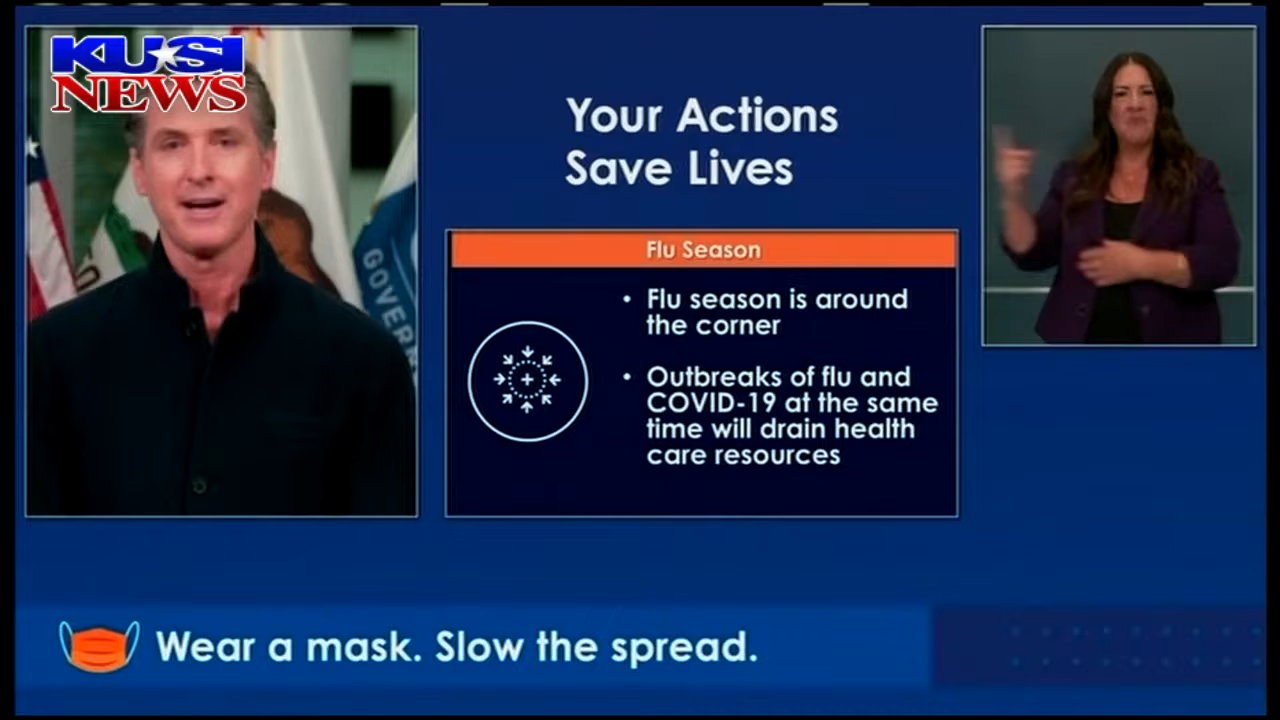 KUSI
NEWS
Your Actions
Save Lives
Flu Season
• Flu season is around
the corner
• Outbreaks of flu and
COVID-19 at the same
time will drain health
care resources
GOVERN
Wear a mask. Slow the spread.